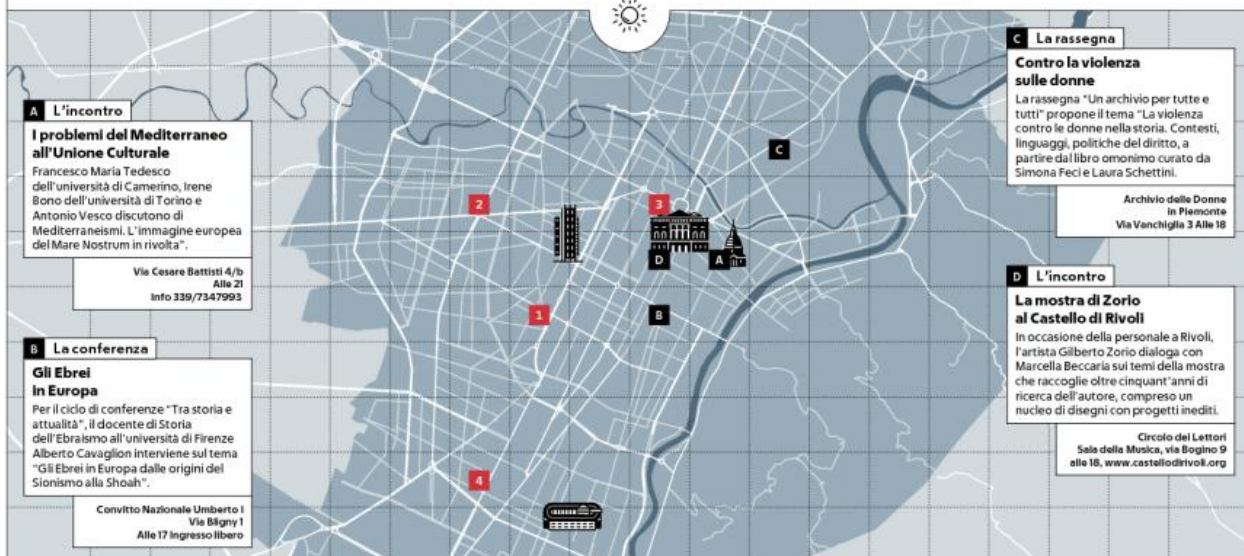 A L'incontro
I problemi del Mediterraneo
all'Unione Culturale
Francesco Maria Tedesco
dell'università di Camerino, Irene
Bono dell'università di Torino e
Antonio Vesco discutono di
Mediterraneismi. L'immagine europea
del Mare Nostrum in rivolta".
Via Cesare Battisti 4/b
Alle 21
Info 339/7347993
B La conferenza
Gli Ebrei
in Europa
Per il ciclo di conferenze "Tra storia e
attualità", il docente di Storia
dell'Ebraismo all'università di Firenze
Alberto Cavaglion interviene sul tema
"Gli Ebrei in Europa dalle origini del
Sionismo alla Shoah".
Convitto Nazionale Umberto I
Via Bligny 1
Alle 17 Ingresso libero
C
2
3
D
A
1
B
4
C La rassegna
Contro la violenza
sulle donne
La rassegna "Un archivio per tutte e
tutti" propone il tema "La violenza
contro le donne nella storia. Contesti,
linguaggi, politiche del diritto, a
partire dal libro omonimo curato da
Simona Feci e Laura Schettini.
Archivio delle Donne
in Piemonte
Via Vanchiglia 3 Alle 18
D L'incontro
La mostra di Zorio
al Castello di Rivoli
In occasione della personale a Rivoli,
l'artista Gilberto Zorio dialoga con
Marcella Beccaria sui temi della mostra
che raccoglie oltre cinquant'anni di
ricerca dell'autore, compreso un
nucleo di disegni con progetti inediti.
Circolo dei Lettori
Sala della Musica, via Bogino 9
alle 18, www.castellodirivoli.org